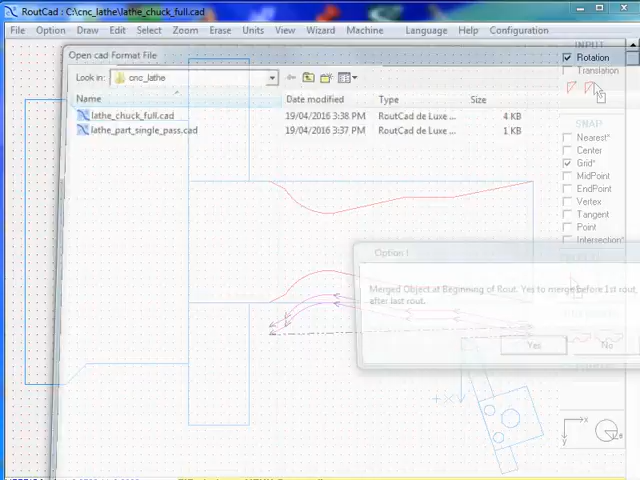 RoutCad : C:\cnc_lathe\lathe_chuck_full.cad
File Option Draw Edit Select Zoom Erase Units View Wizard Machine Language Help Configuration
Open cad Format File
INPUT
Look in: cnc_lathe
Rotation
Translation
Name Date modified Type Size
lathe_chuck_full.cad 19/04/2016 3:38 PM RoutCad de Luxe ... 4 KB
lathe_part_single_pass.cad 19/04/2016 3:37 PM RoutCad de Luxe ... 1 KB
SNAP
Nearest*
Center
Grid*
MidPoint
EndPoint
Vertex
Tangent
Point
Intersection*
Option !
Merged Object at Beginning of Rout. Yes to merge before 1st rout,
after last rout.
Yes No
x
y